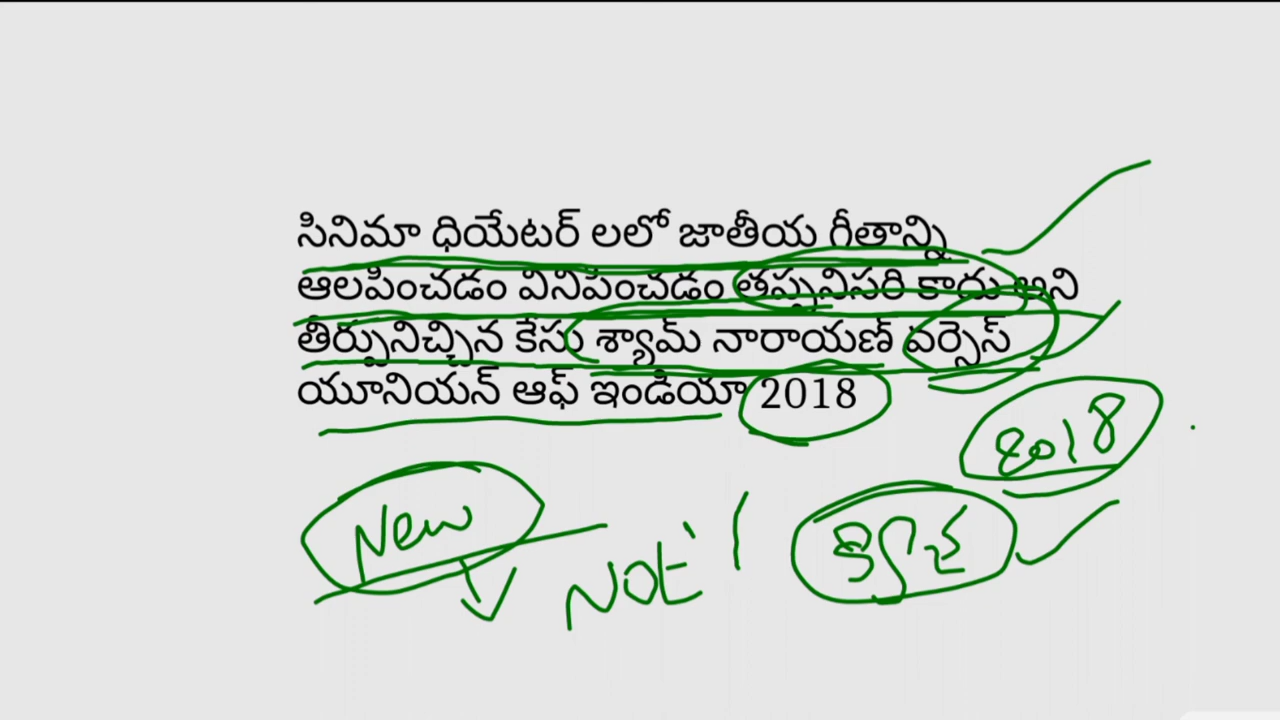 సినిమా ధియేటర్ లలో జాతీయ గీతాన్ని
ఆలపించడం వినిపించడం తప్పనిసరి కాదు అని
తీర్పునిచ్చిన కేసు శ్యామ్ నారాయణ్ వర్సెస్
యూనియన్ ఆఫ్ ఇండియా 2018
2018
New
NOt